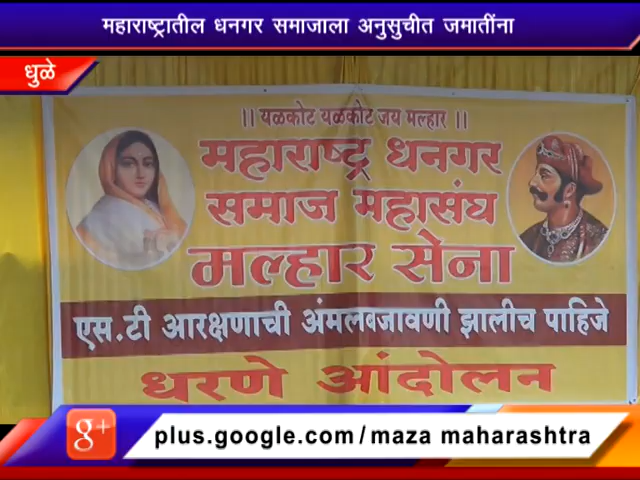 महाराष्ट्रातील धनगर समाजाला अनुसुचीत जमातींना
धुळे
|| यळकोट यळकोट जय मल्हार ||
महाराष्ट्र धनगर
समाज महासंघ
मल्हार सेना
एस.टी आरक्षणाची अंमलबजावणी झालीच पाहिजे
धरणे आंदोलन
g+ plus.google.com/maza maharashtra